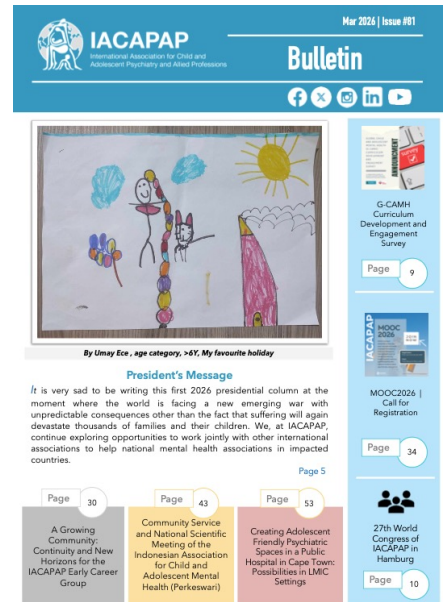 Mar 2026 | Issue #81
IACAPAP
International Association for Child and
Adolescent Psychiatry and Allied Professions
Bulletin
By Umay Ece , age category, >6Y, My favourite holiday
President's Message
It is very sad to be writing this first 2026 presidential column at the
moment where the world is facing a new emerging war with
unpredictable consequences other than the fact that suffering will again
devastate thousands of families and their children. We, at IACAPAP,
continue exploring opportunities to work jointly with other international
associations to help national mental health associations in impacted
countries.
Page 5
Page 30
A Growing
Community:
Continuity and New
Horizons for the
IACAPAP Early Career
Group
Page 43
Community Service
and National Scientific
Meeting of the
Indonesian Association
for Child and
Adolescent Mental
Health (Perkeswari)
Page 53
Creating Adolescent
Friendly Psychiatric
Spaces in a Public
Hospital in Cape Town:
Possibilities in LMIC
Settings
ANNOUNCEMENT
survey
G-CAMH
Curriculum
Development and
Engagement
Survey
Page 9
IACAPAP
MOOC
2026
MOOC2026 |
Call for
Registration
Page 34
27th World
Congress of
IACAPAP in
Hamburg
Page 10